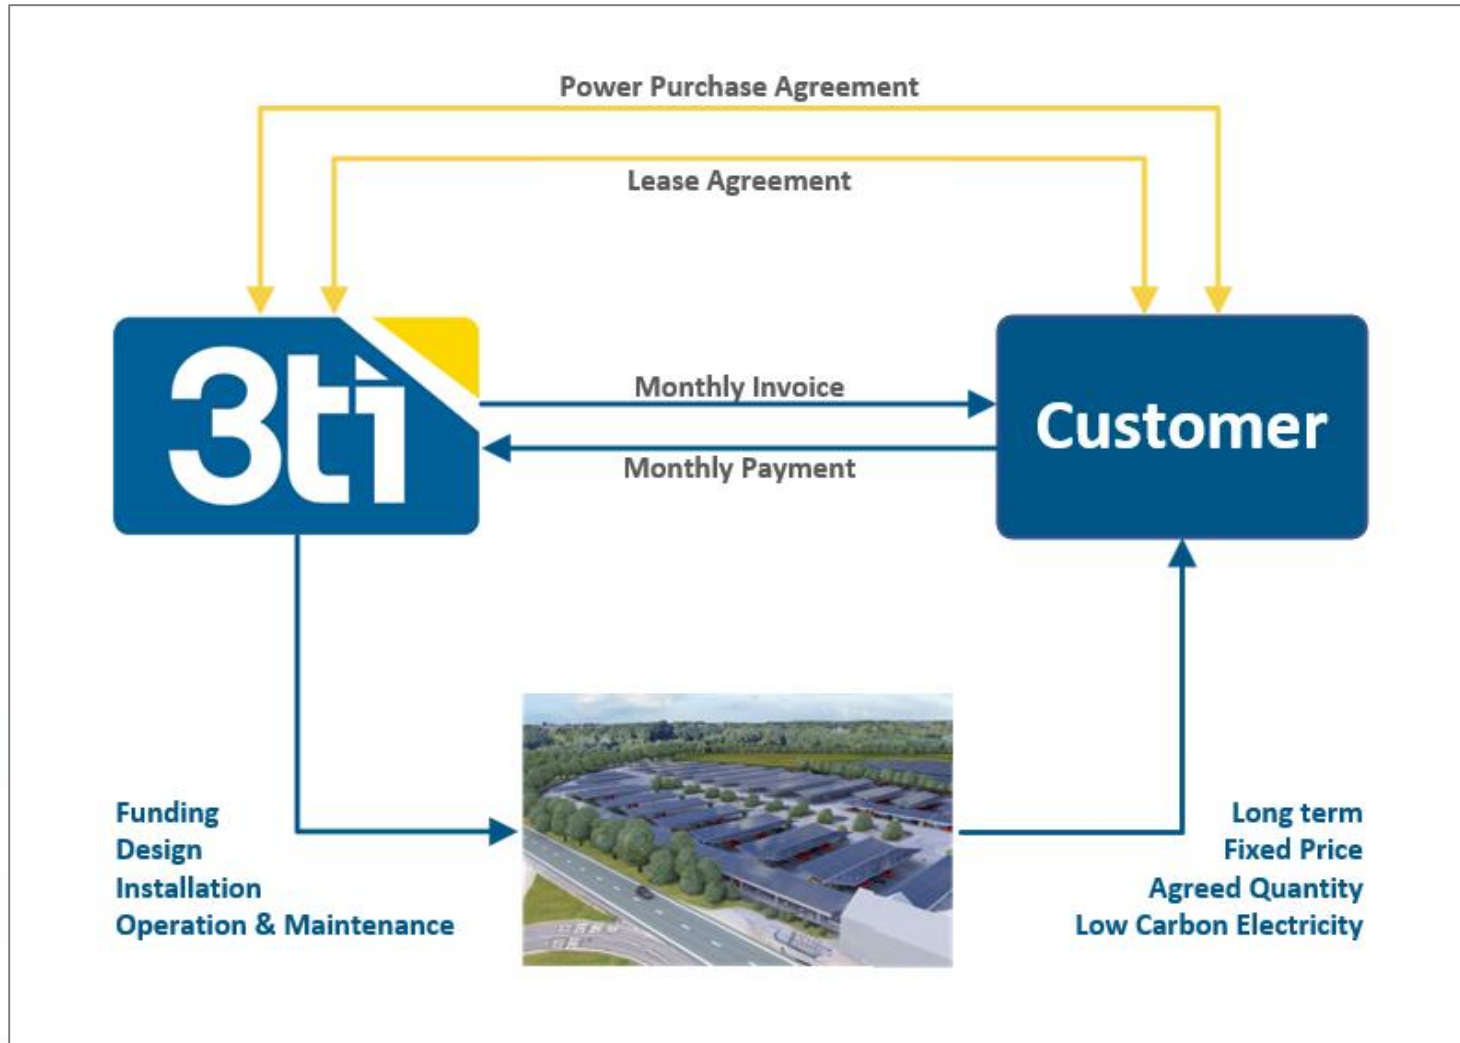 Power Purchase Agreement
Lease Agreement
3ti
Monthly Invoice
Customer
Monthly Payment
Funding
Design
Installation
Operation & Maintenance
Long term
Fixed Price
Agreed Quantity
Low Carbon Electricity